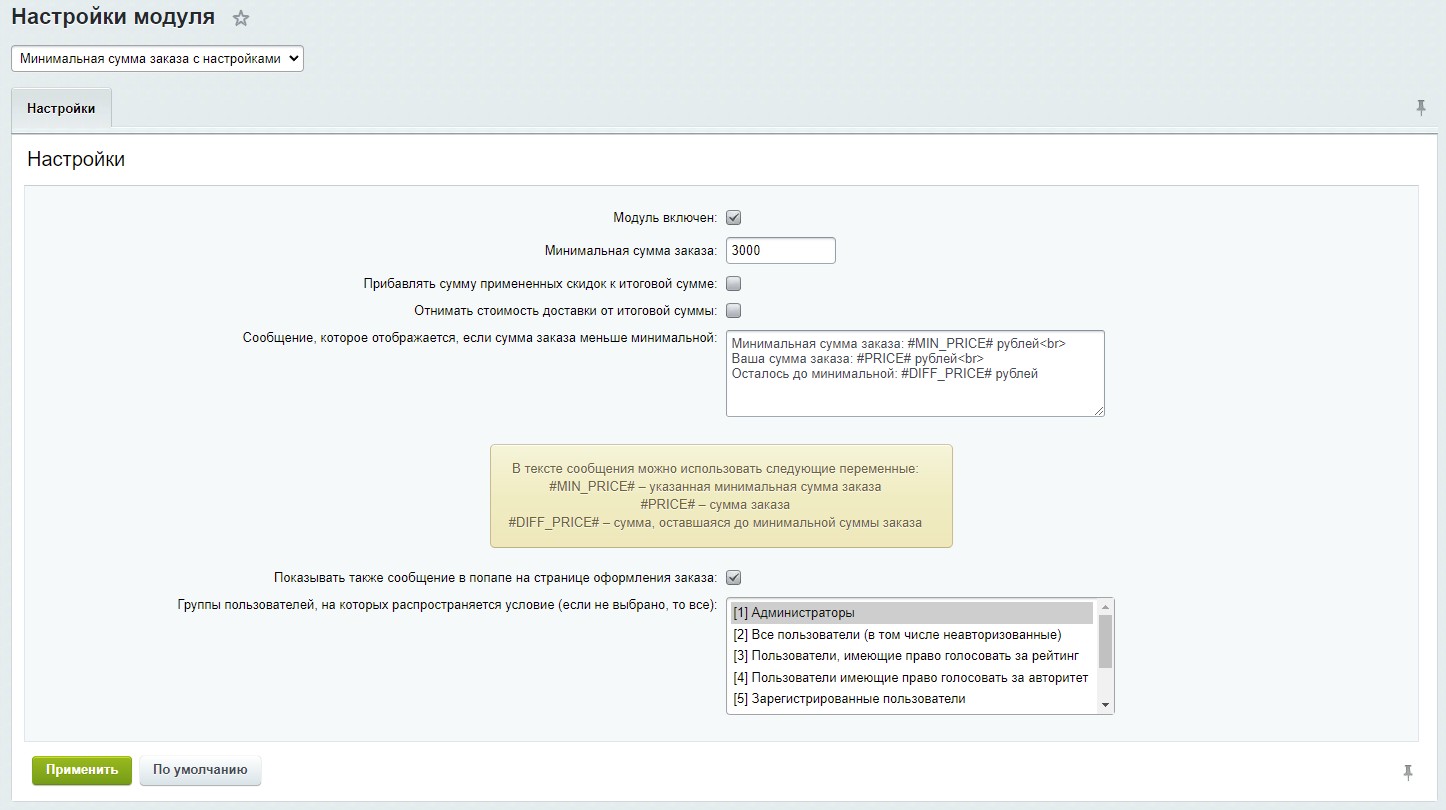 Настройки модуля
Минимальная сумма заказа с настройками
Настройки
Настройки
Модуль включен:
Минимальная сумма заказа: 3000
Прибавлять сумму примененных скидок к итоговой сумме:
Отнимать стоимость доставки от итоговой суммы:
Сообщение, которое отображается, если сумма заказа меньше минимальной:
Минимальная сумма заказа: #MIN_PRICE# рублей<br>
Ваша сумма заказа: #PRICE# рублей<br>
Осталось до минимальной: #DIFF_PRICE# рублей
В тексте сообщения можно использовать следующие переменные:
#MIN_PRICE# – указанная минимальная сумма заказа
#PRICE# – сумма заказа
#DIFF_PRICE# – сумма, оставшаяся до минимальной суммы заказа
Показывать также сообщение в попапе на странице оформления заказа:
Группы пользователей, на которых распространяется условие (если не выбрано, то все):
[1] Администраторы
[2] Все пользователи (в том числе неавторизованные)
[3] Пользователи, имеющие право голосовать за рейтинг
[4] Пользователи имеющие право голосовать за авторитет
[5] Зарегистрированные пользователи
Применить По умолчанию